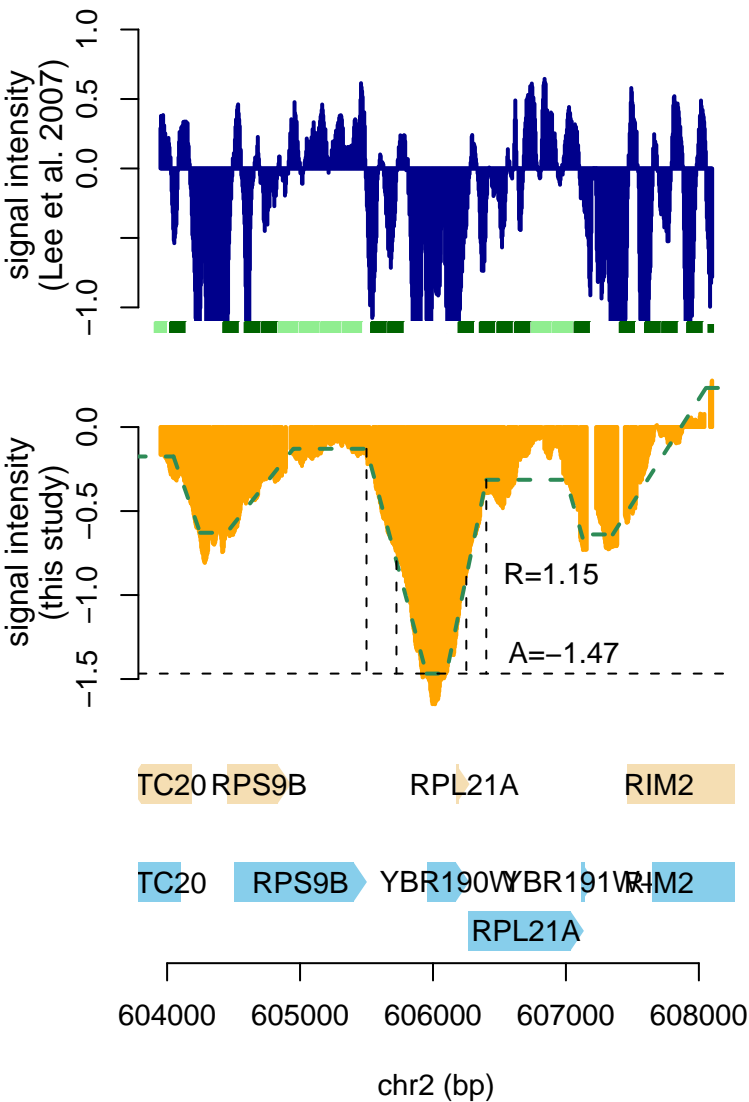 signal intensity
(Lee et al. 2007)
1.0
0.5
0.0
−1.0
signal intensity
(this study)
0.0
−0.5
−1.0
−1.5
R=1.15
A=−1.47
TC20 RPS9B RPL21A RIM2
TC20 RPS9B YBR190W YBR191W- RIM2
RPL21A
604000 605000 606000 607000 608000
chr2 (bp)